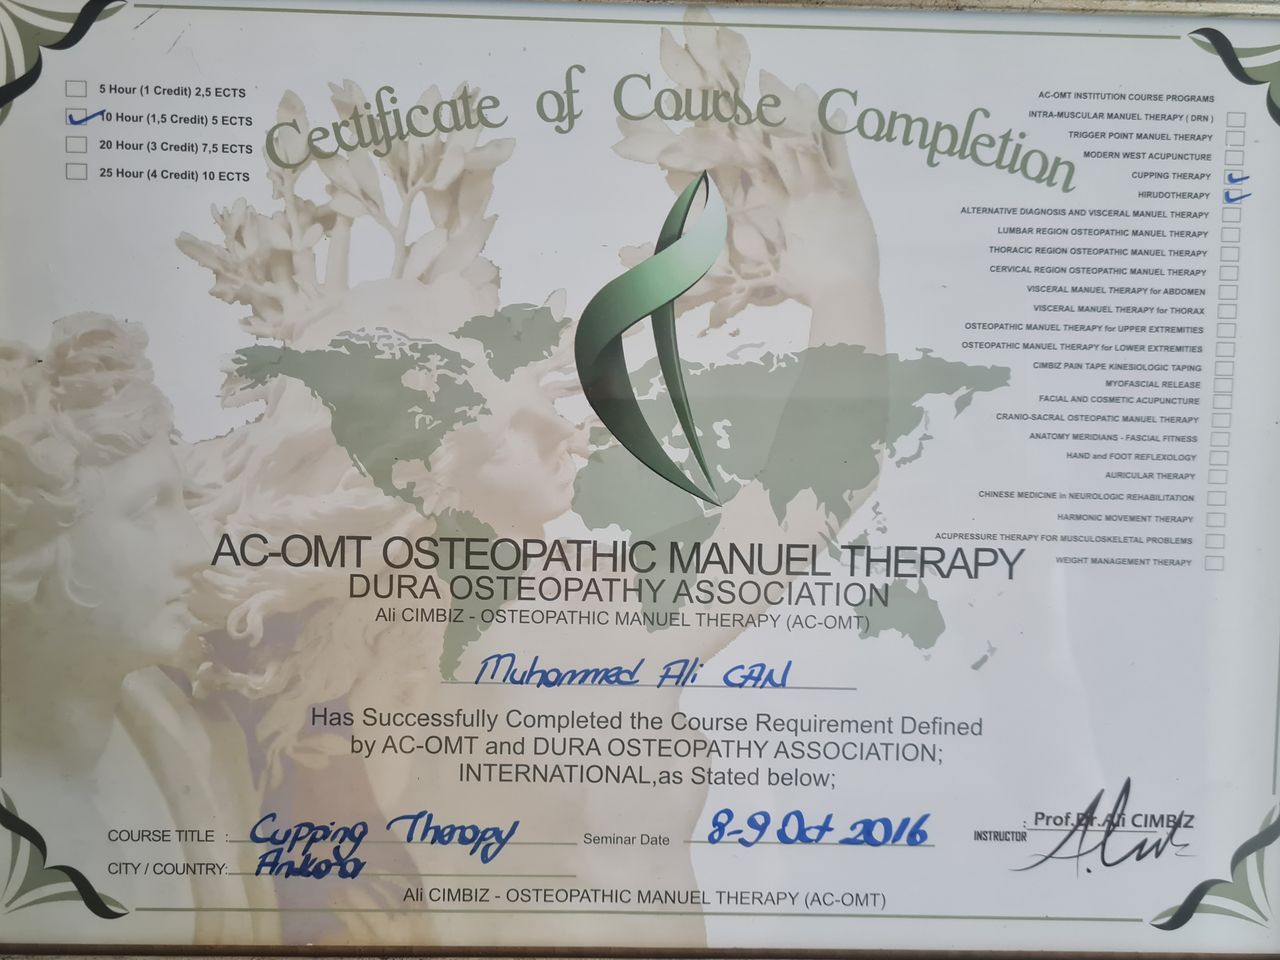 Certificate of Course Completion
5 Hour (1 Credit) 2,5 ECTS
10 Hour (1,5 Credit) 5 ECTS
20 Hour (3 Credit) 7,5 ECTS
25 Hour (4 Credit) 10 ECTS
AC-OMT INSTITUTION COURSE PROGRAMS
INTRA-MUSCULAR MANUEL THERAPY ( DRN )
TRIGGER POINT MANUEL THERAPY
MODERN WEST ACUPUNCTURE
CUPPING THERAPY
HIRUDOTHERAPY
ALTERNATIVE DIAGNOSIS AND VISCERAL MANUEL THERAPY
LUMBAR REGION OSTEOPATHIC MANUEL THERAPY
THORACIC REGION OSTEOPATHIC MANUEL THERAPY
CERVICAL REGION OSTEOPATHIC MANUEL THERAPY
VISCERAL MANUEL THERAPY for ABDOMEN
VISCERAL MANUEL THERAPY for THORAX
OSTEOPATHIC MANUEL THERAPY for UPPER EXTREMITIES
OSTEOPATHIC MANUEL THERAPY for LOWER EXTREMITIES
CIMBIZ PAIN TAPE KINESIOLOGIC TAPING
MYOFASCIAL RELEASE
FACIAL AND COSMETIC ACUPUNCTURE
CRANIO-SACRAL OSTEOPATIC MANUEL THERAPY
ANATOMY MERIDIANS - FASCIAL FITNESS
HAND and FOOT REFLEXOLOGY
AURICULAR THERAPY
CHINESE MEDICINE in NEUROLOGIC REHABILITATION
HARMONIC MOVEMENT THERAPY
ACUPRESSURE THERAPY FOR MUSCULOSKELETAL PROBLEMS
WEIGHT MANAGEMENT THERAPY
AC-OMT OSTEOPATHIC MANUEL THERAPY
DURA OSTEOPATHY ASSOCIATION
Ali CIMBIZ - OSTEOPATHIC MANUEL THERAPY (AC-OMT)
Muhammed Ali CAN
Has Successfully Completed the Course Requirement Defined
by AC-OMT and DURA OSTEOPATHY ASSOCIATION;
INTERNATIONAL,as Stated below;
COURSE TITLE : Cupping Therapy
Seminar Date 8-9 Oct 2016
INSTRUCTOR : Prof.Dr.Ali CIMBIZ
CITY / COUNTRY: Ankara
Ali CIMBIZ - OSTEOPATHIC MANUEL THERAPY (AC-OMT)